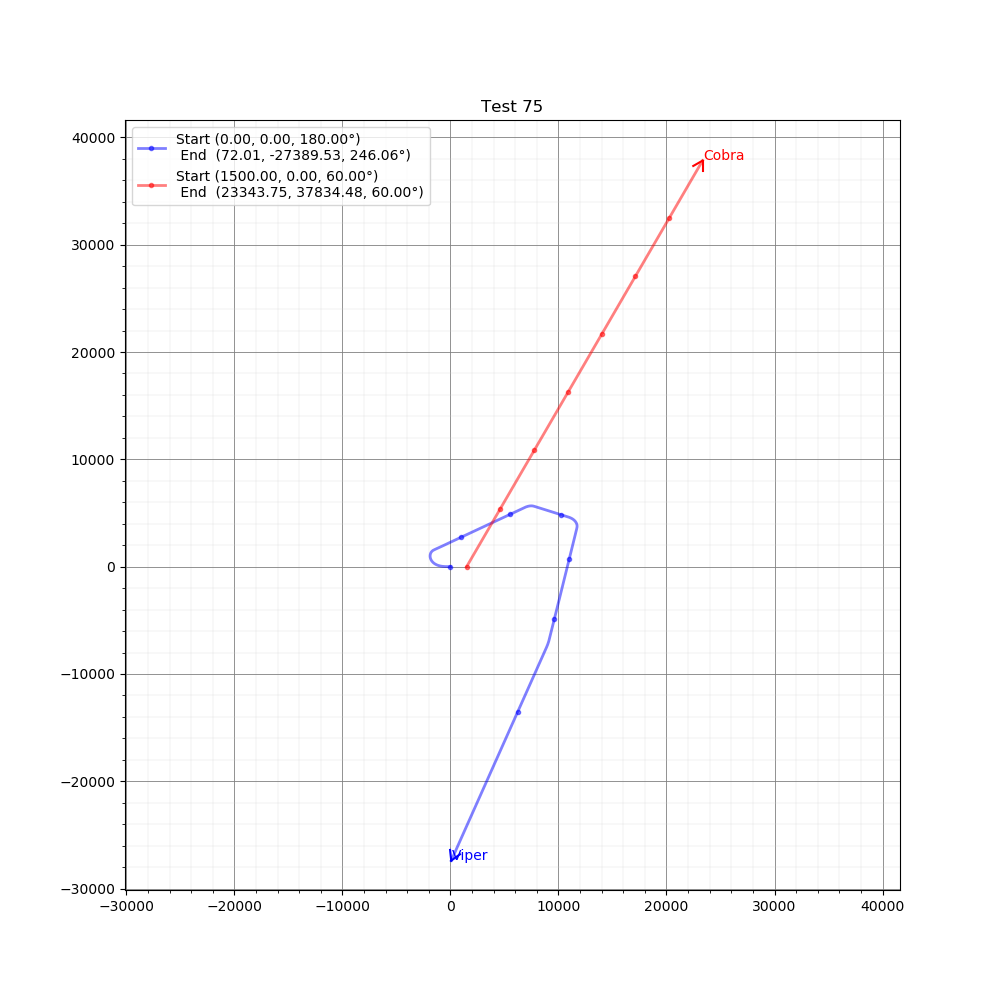 Test 75
Start (0.00, 0.00, 180.00°)
End (72.01, -27389.53, 246.06°)
Start (1500.00, 0.00, 60.00°)
End (23343.75, 37834.48, 60.00°)
Cobra
Viper
40000
30000
20000
10000
0
−10000
−20000
−30000
−30000 −20000 −10000 0 10000 20000 30000 40000